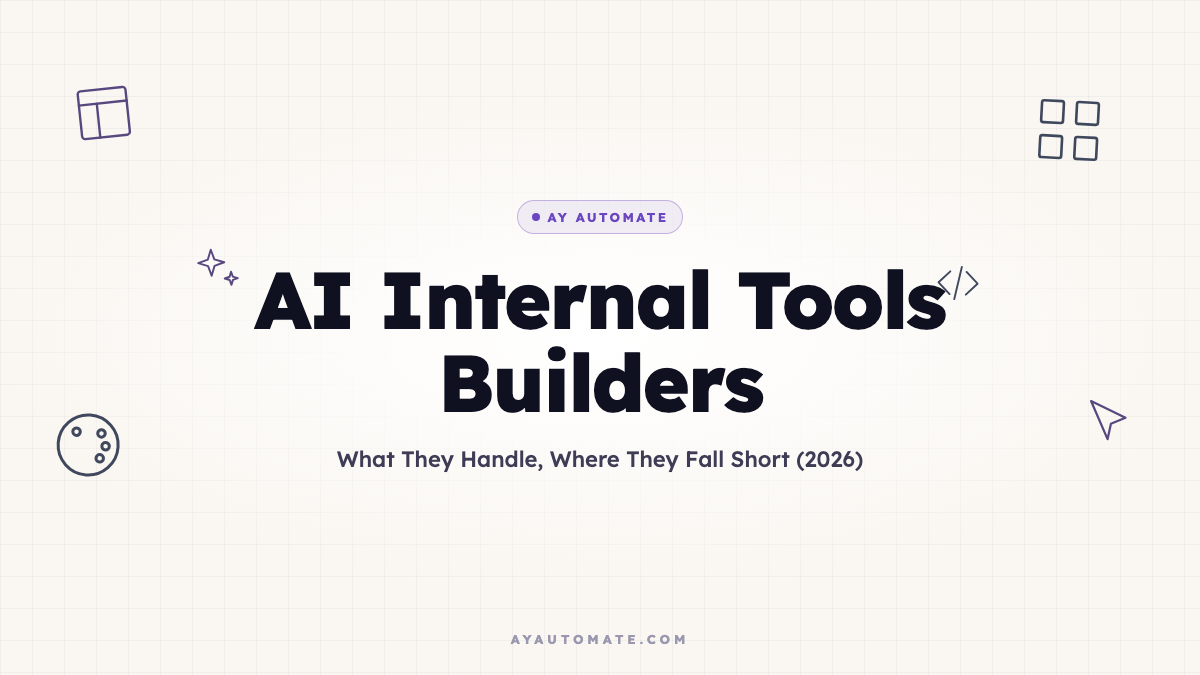 AY AUTOMATE
AI Internal Tools
Builders
What They Handle, Where They Fall Short (2026)
AYAUTOMATE.COM